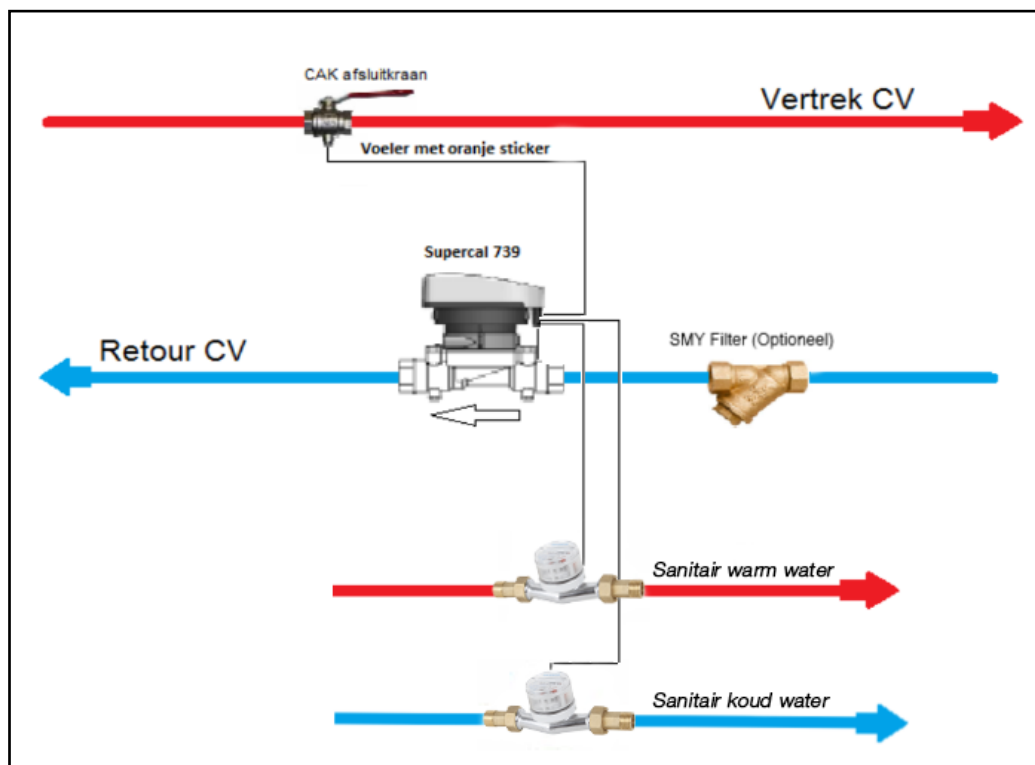 CAK afsluitkraan
Vertrek CV
Voeler met oranje sticker
Supercal 739
Retour CV
SMY Filter (Optioneel)
Sanitair warm water
Sanitair koud water